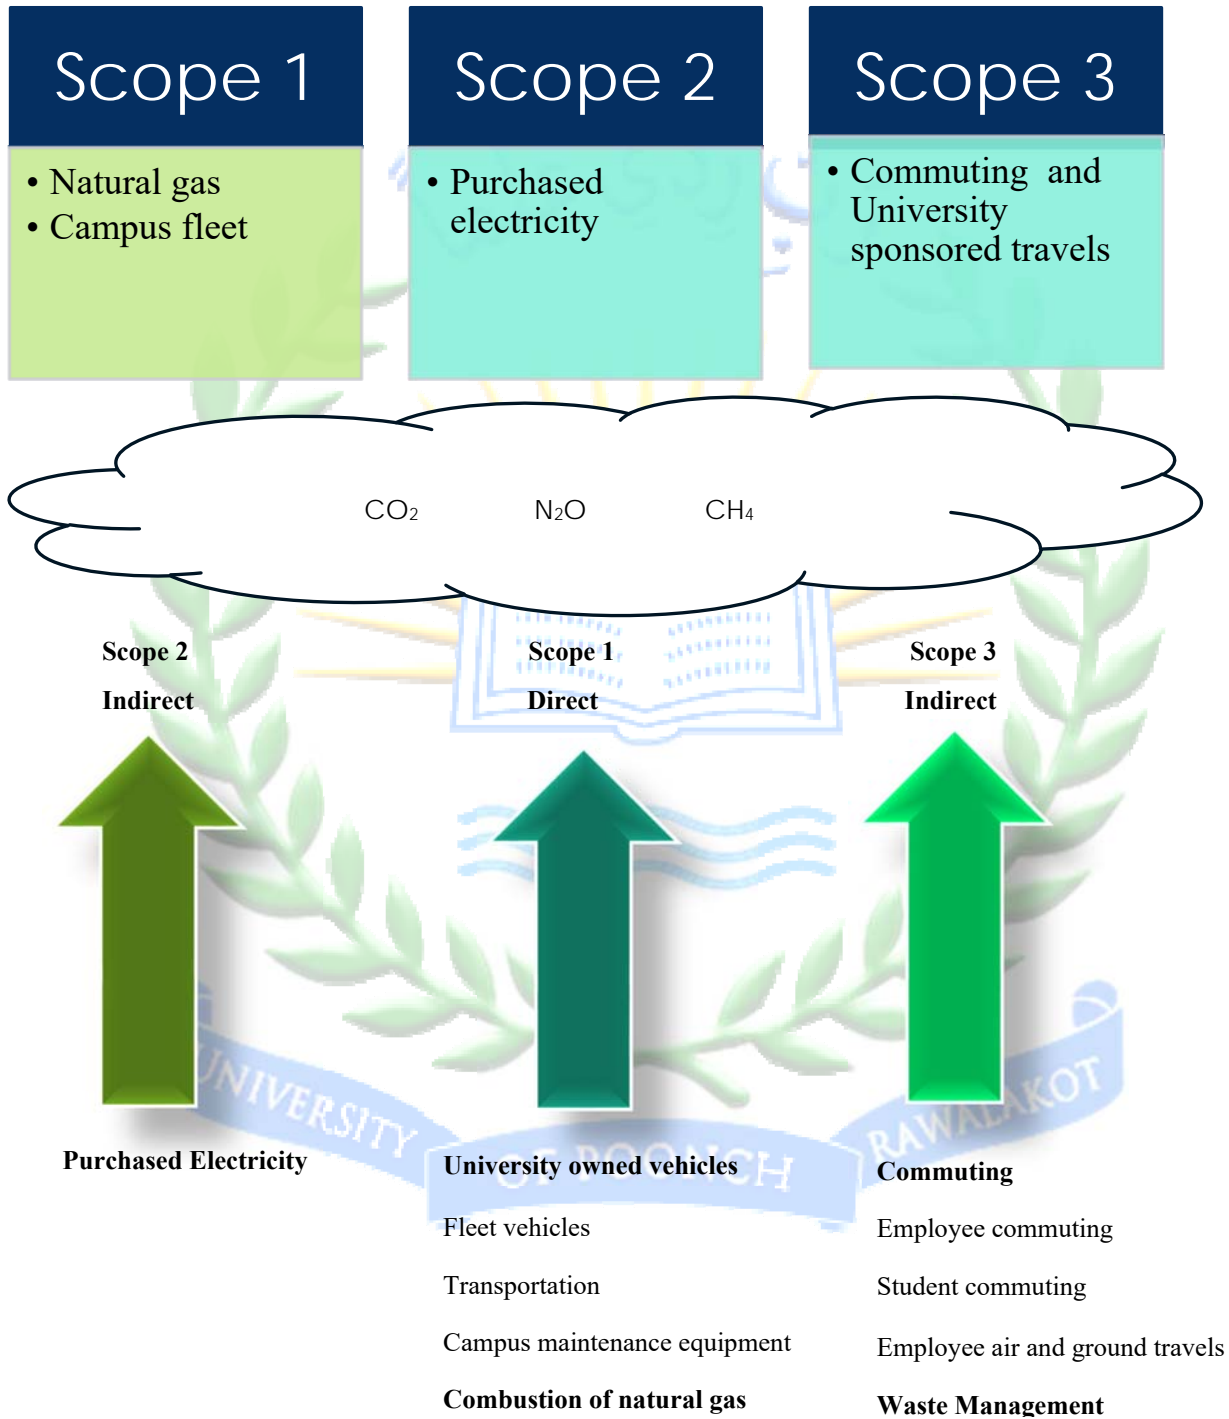 Scope 1
• Natural gas
• Campus fleet
Scope 2
• Purchased
electricity
Scope 3
• Commuting and
University
sponsored travels
CO2 N2O CH4
Scope 2
Indirect
Scope 1
Direct
Scope 3
Indirect
UNIVERSITY OF POONCH RAWALAKOT
Purchased Electricity
University owned vehicles
Fleet vehicles
Transportation
Campus maintenance equipment
Combustion of natural gas
Commuting
Employee commuting
Student commuting
Employee air and ground travels
Waste Management